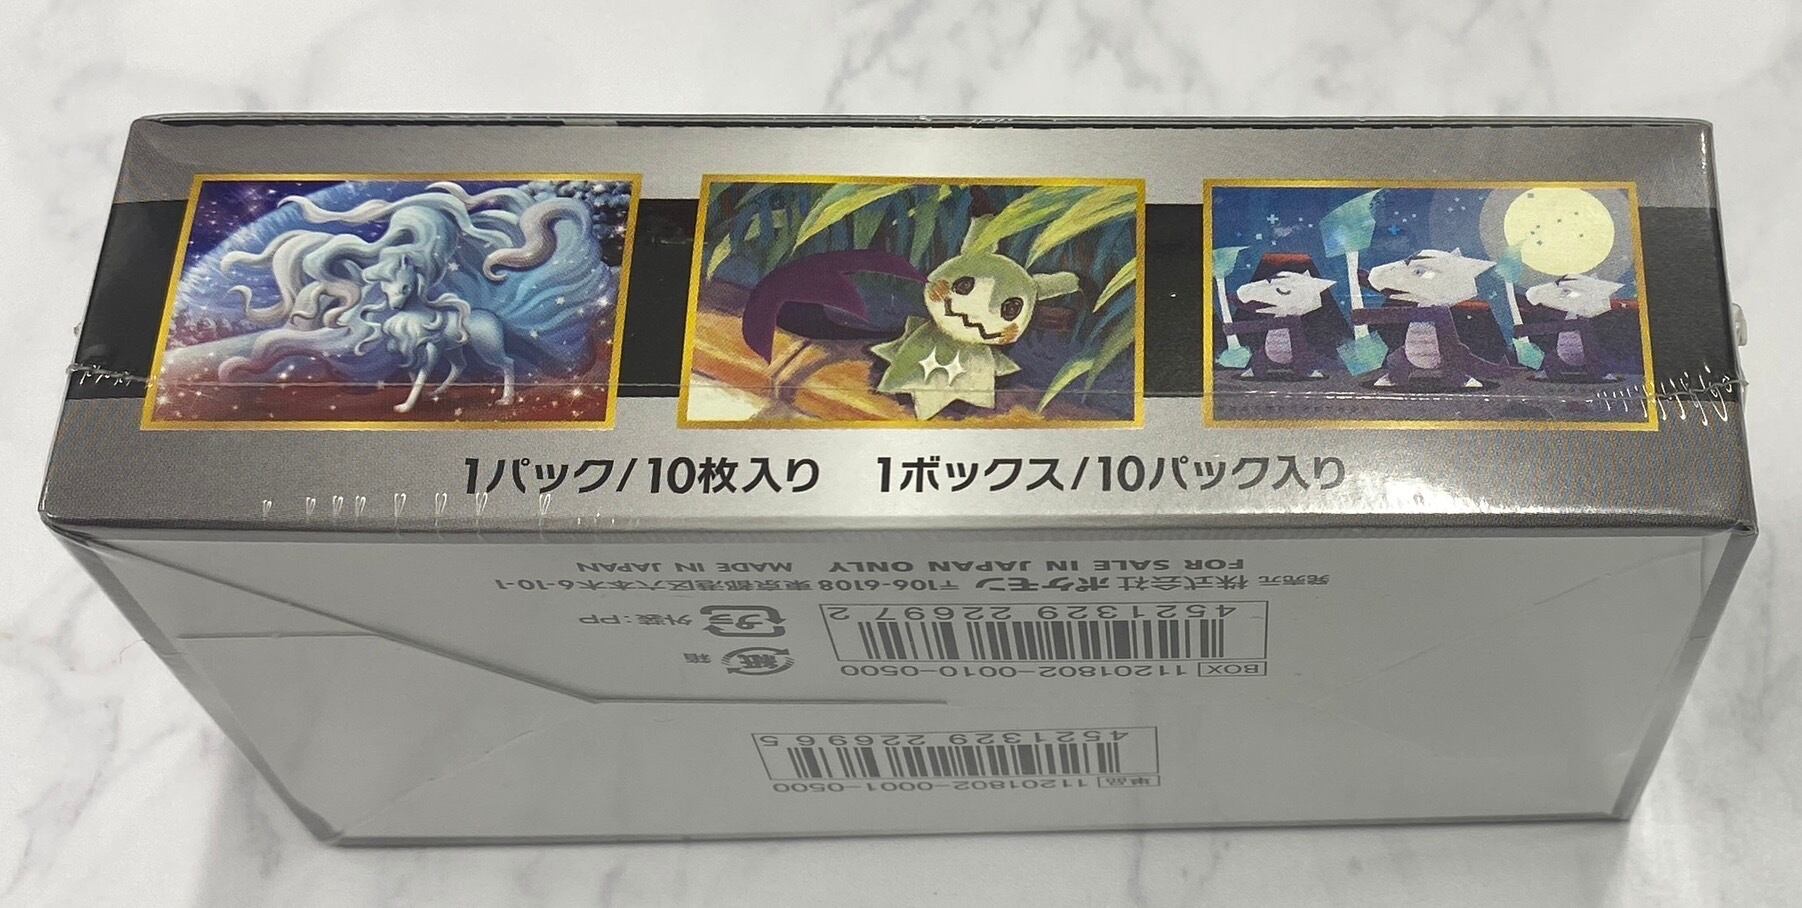 1パック/10枚入り 1ボックス/10パック入り
FOR SALE IN JAPAN ONLY MADE IN JAPAN
発売元 株式会社ポケモン 〒106-6108 東京都港区六本木6-10-1
4521329 226972
外装:PP
プラ
箱
紙
BOX 11201802-0010-0500
4521329 226965
単品 11201802-0001-0500